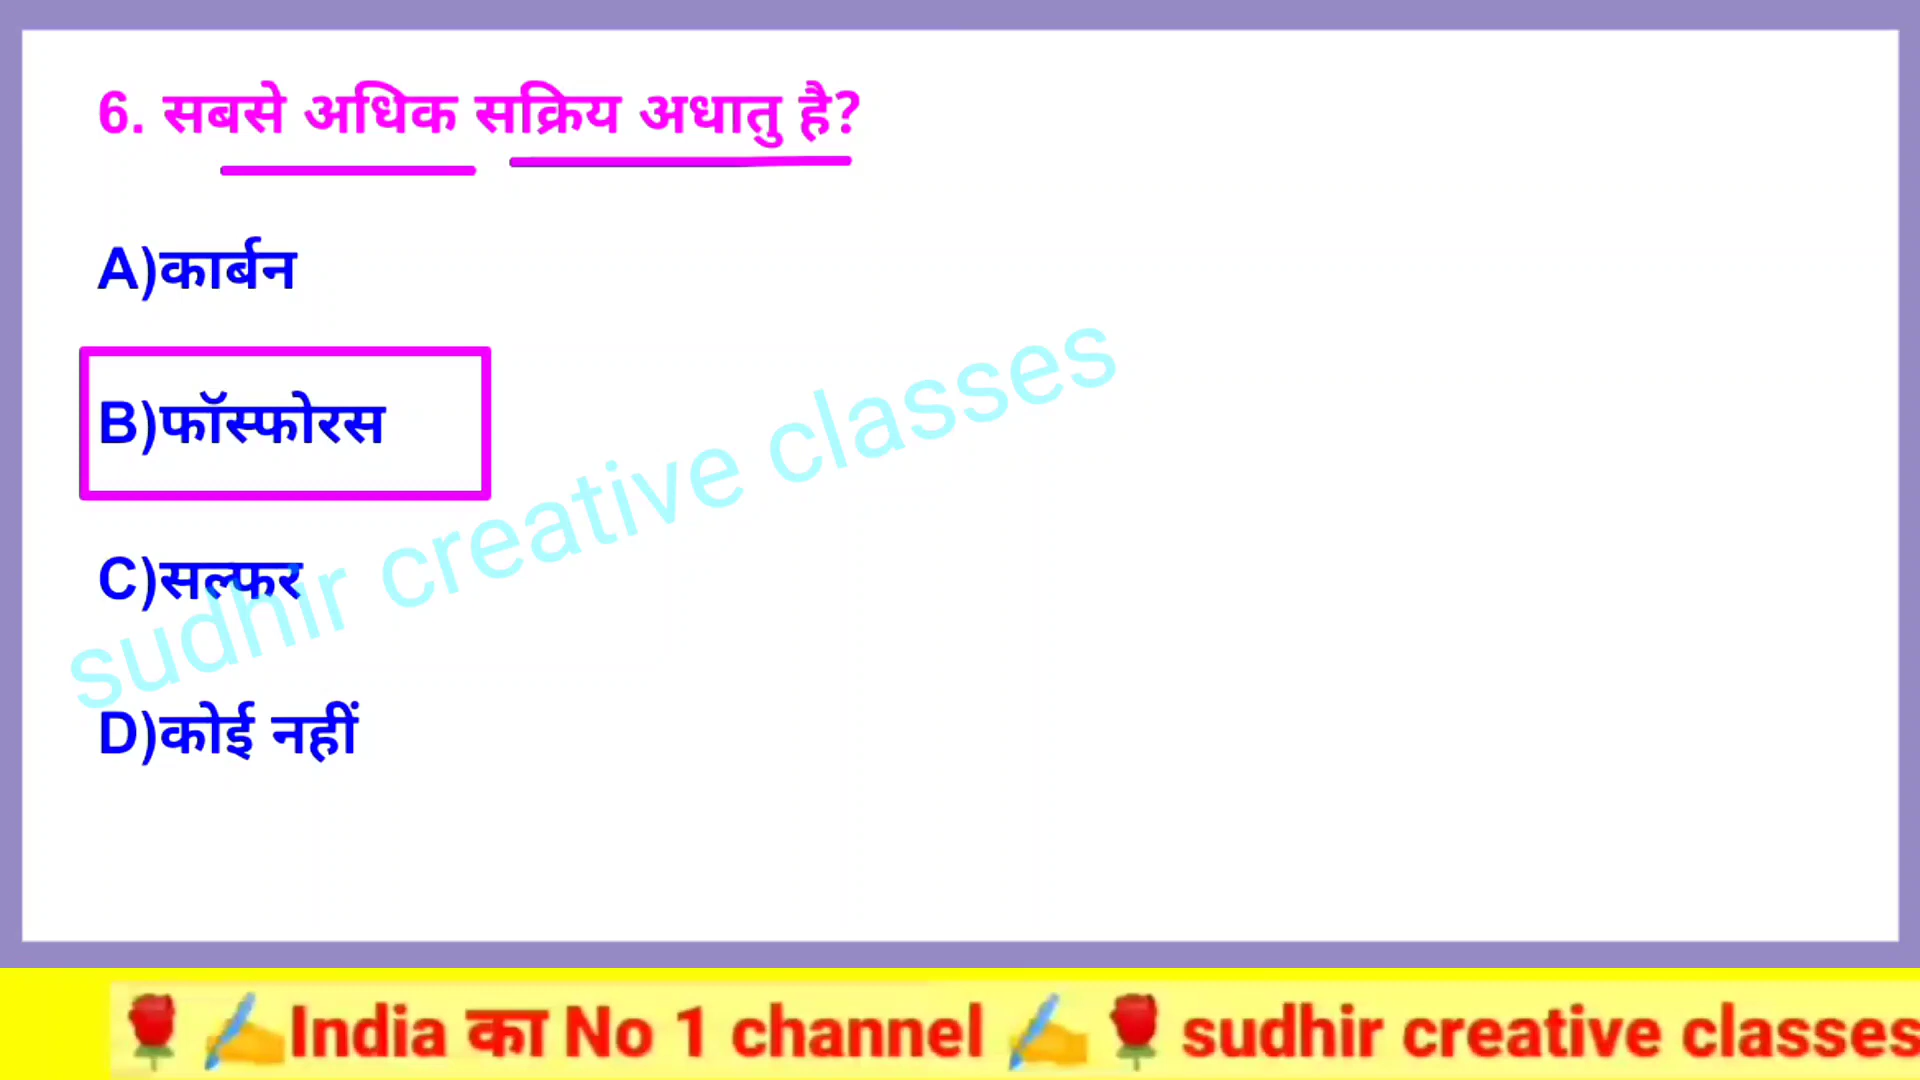 6. सबसे अधिक सक्रिय अधातु है?
A)कार्बन
B)फॉस्फोरस
C)सल्फर
D)कोई नहीं
sudhir creative classes
🌹 ✍️India का No 1 channel ✍️🌹 sudhir creative classes